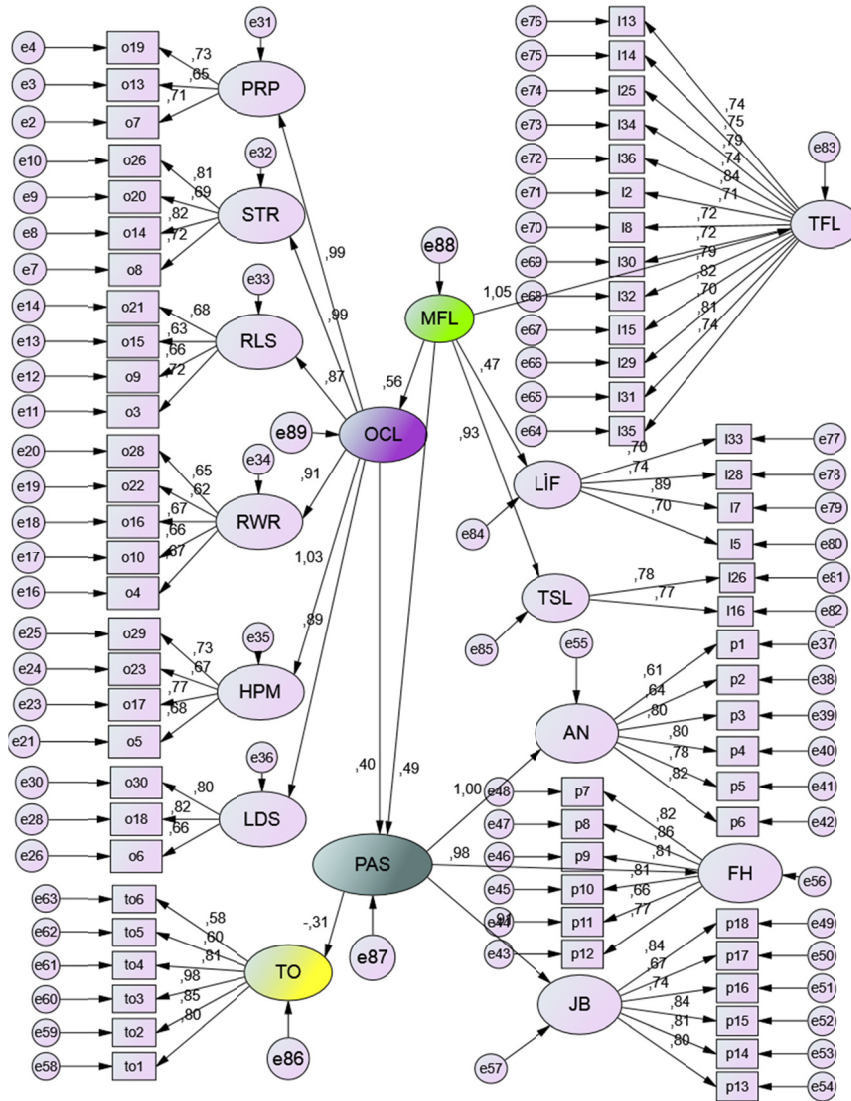 e31
e4 o19 ,73
e3 o13 ,65 PRP
e2 o7 ,71
e10 o26 e32
e9 o20 ,81
e8 o14 ,69 STR
e7 o8 ,82
,72
e14 o21 e33
e13 o15 ,68
e12 o9 ,63 RLS
e11 o3 ,66
,72
e20 o28 e34
e19 o22 ,65
e18 o16 ,62 RWR
e17 o10 ,67
e16 o4 ,66
,67
e25 o29 e35
e24 o23 ,73
e23 o17 ,67 HPM
e21 o5 ,77
,68
e30 o30 e36
e28 o18 ,80 LDS
e26 o6 ,82
,66
e63 to6 ,58
e62 to5 ,60
e61 to4 ,81 TO
e60 to3 ,98
e59 to2 ,85
e58 to1 ,80
e86
,99
,99
,87
,91
1,03
,89
e89 OCL
e88
MFL
,56
1,05
,47
,93
,40
,49
PAS
e87
-,31
1,00
,98
,91
e75 l14 ,75
l13 ,74
e74 l25 ,79
e73 l34 ,74
e72 l36 ,84
e71 l2 ,71
e70 l8 ,72
e69 l30 ,72
e68 l32 ,79
e67 l15 ,82
l29 ,70
e65 l31 ,81
e64 l35 ,74
e83
TFL
LİF
e84
,70 l33 e77
,74 l28 e78
,89 l7 e79
,70 l5 e80
TSL
e85
,78 l26 e81
,77 l16 e82
e55
AN
,61 p1 e37
,64 p2 e38
,80 p3 e39
,80 p4 e40
,78 p5 e41
,82 p6 e42
e48 p7 ,82
e47 p8 ,86
e46 p9 ,81
e45 p10 ,81
p11 ,66
e43 p12 ,77
FH
e56
JB
e57
,84 p18 e49
,67 p17 e50
,74 p16 e51
,84 p15 e52
,81 p14 e53
,80 p13 e54